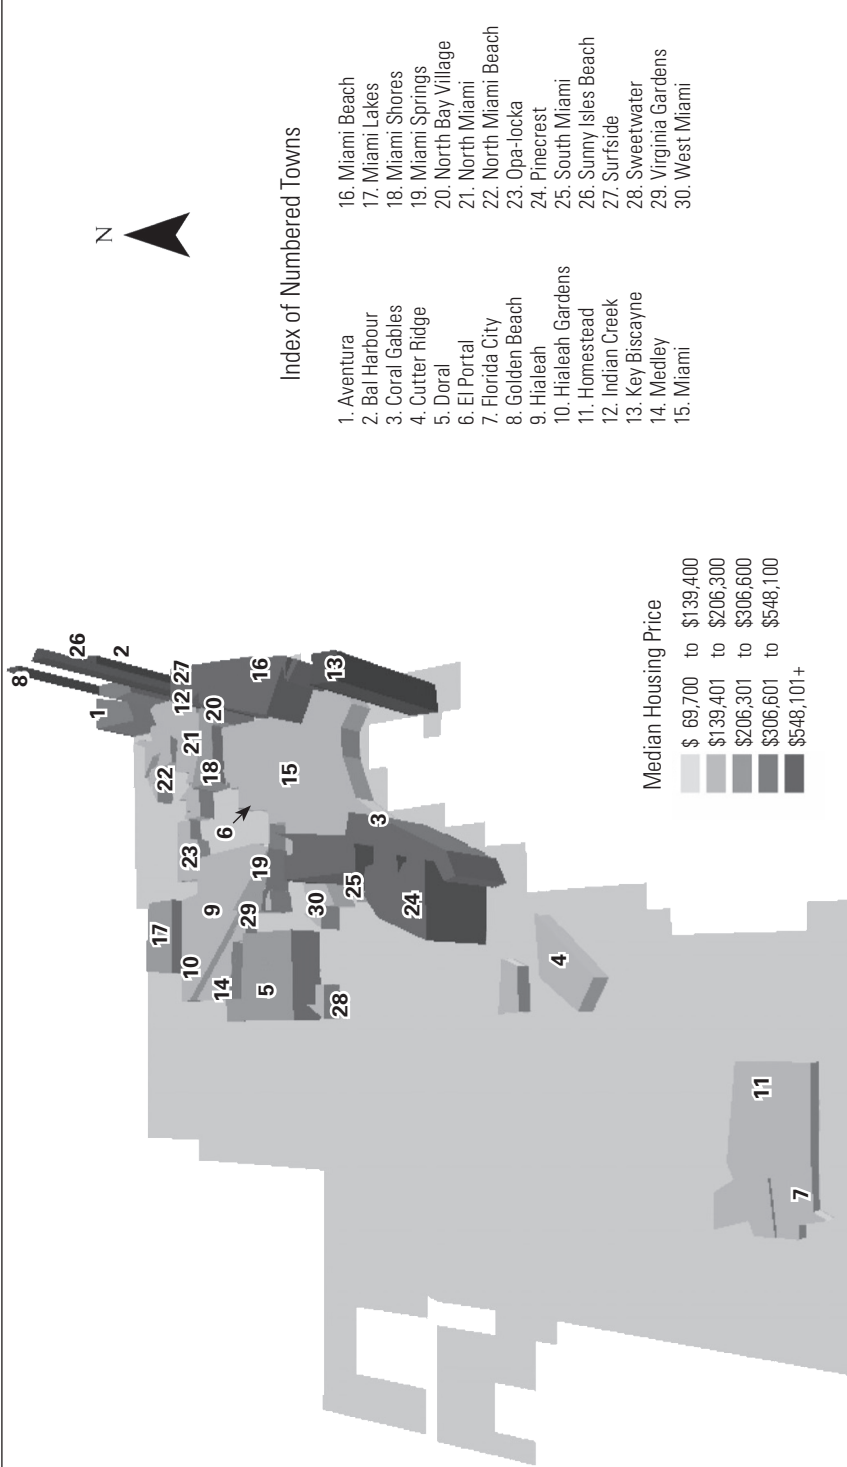 N
Index of Numbered Towns
1. Aventura
2. Bal Harbour
3. Coral Gables
4. Cutter Ridge
5. Doral
6. El Portal
7. Florida City
8. Golden Beach
9. Hialeah
10. Hialeah Gardens
11. Homestead
12. Indian Creek
13. Key Biscayne
14. Medley
15. Miami
16. Miami Beach
17. Miami Lakes
18. Miami Shores
19. Miami Springs
20. North Bay Village
21. North Miami
22. North Miami Beach
23. Opa-locka
24. Pinecrest
25. South Miami
26. Sunny Isles Beach
27. Surfside
28. Sweetwater
29. Virginia Gardens
30. West Miami
8
26
2
1
27
12
16
13
20
21
22
18
15
6
3
23
19
25
9
29
30
24
17
10
14
5
28
4
11
7
Median Housing Price
$ 69,700 to $139,400
$139,401 to $206,300
$206,301 to $306,600
$306,601 to $548,100
$548,101+